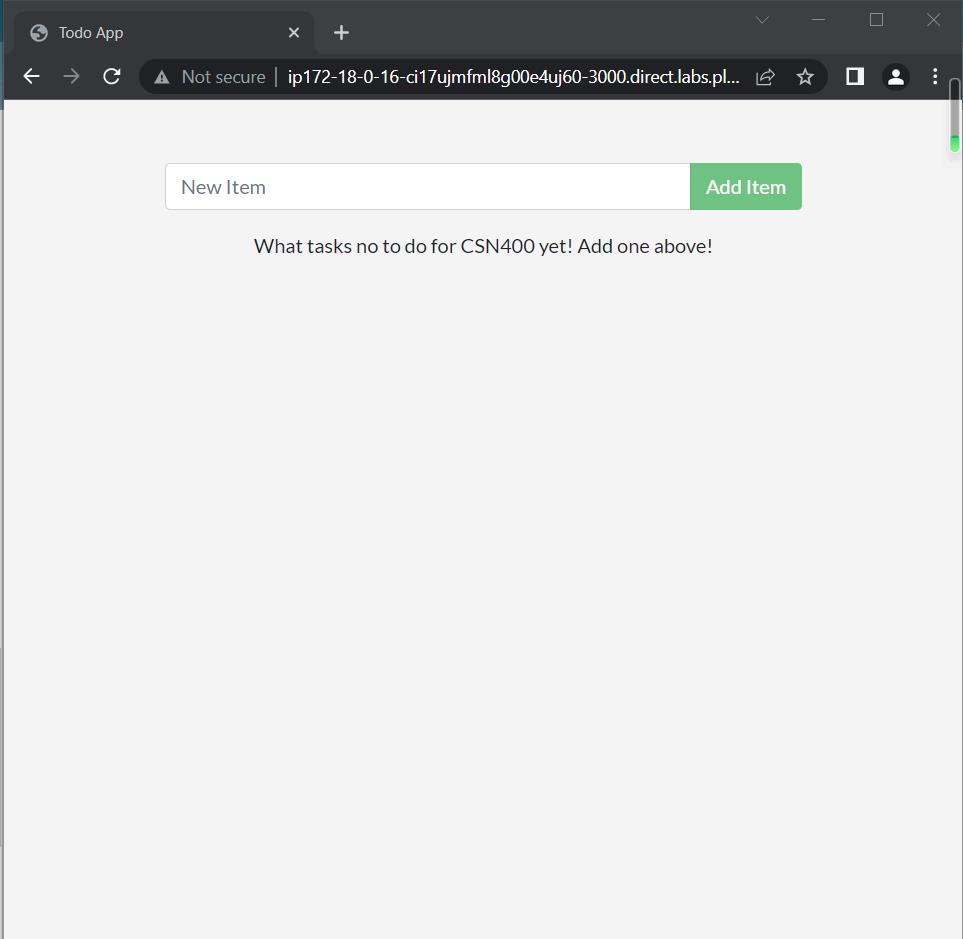 Todo App
Not secure | ip172-18-0-16-ci17ujmfml8g00e4uj60-3000.direct.labs.pl...
New Item
Add Item
What tasks no to do for CSN400 yet! Add one above!